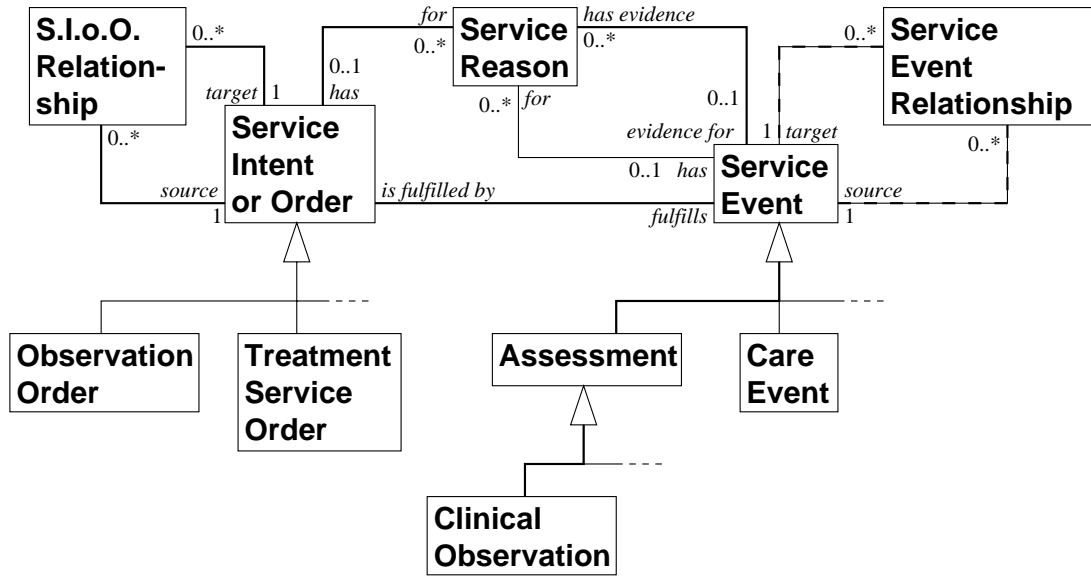 S.I.o.O.
Relation-
ship
0..*
target
1
0..*
source
1
Service
Intent
or Order
0..1
has
for
0..*
Service
Reason
has evidence
0..*
0..*
for
0..1
evidence for
0..1
has
is fulfilled by
fulfills
Service
Event
1
target
0..*
Service
Event
Relationship
0..*
source
1
Observation
Order
Treatment
Service
Order
Assessment
Care
Event
Clinical
Observation